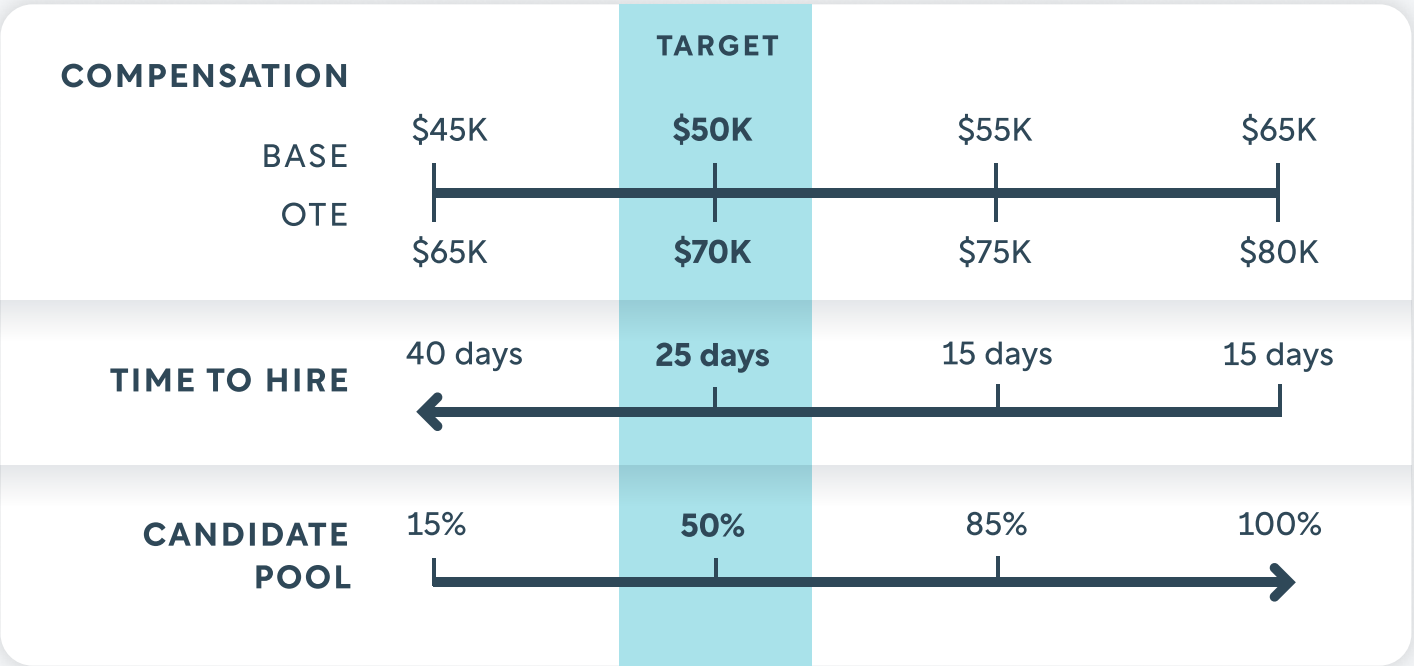 TARGET
COMPENSATION
$45K $50K $55K $65K
BASE
OTE
$65K $70K $75K $80K
40 days 25 days 15 days 15 days
TIME TO HIRE
15% 50% 85% 100%
CANDIDATE
POOL